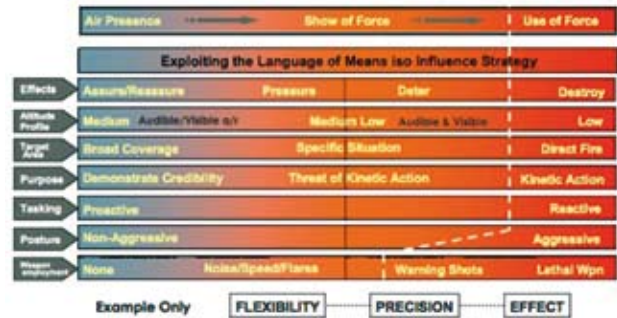 Air Presence Show of Force Use of Force
Exploiting the Language of Means iso Influence Strategy
Effects Assure/Reassure Pressure Deter Destroy
Altitude Profile Medium Audible/Visible o/r Medium Low Audible & Visible Low
Target Area Broad Coverage Specific Situation Direct Fire
Purpose Demonstrate Credibility Threat of Kinetic Action Kinetic Action
Tasking Proactive Reactive
Posture Non-Aggressive Aggressive
Weapon employment None Noise/Speed/Flares Warning Shots Lethal Wpn
Example Only FLEXIBILITY PRECISION EFFECT